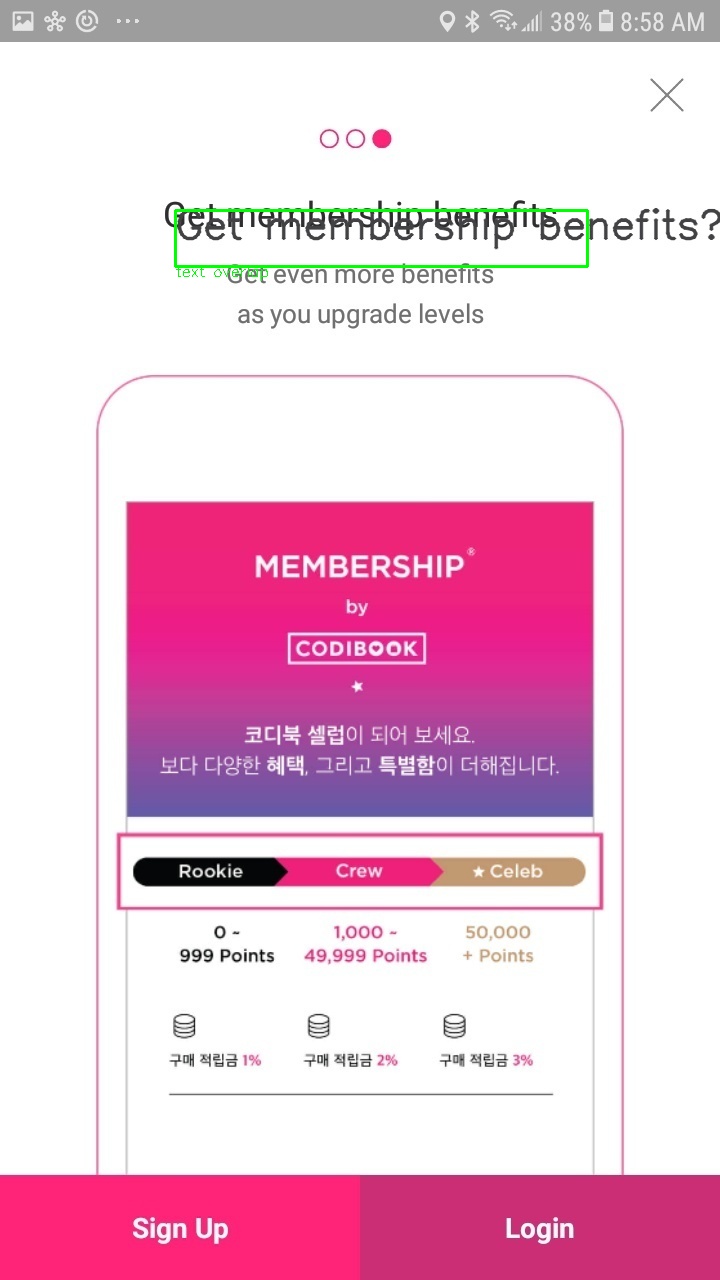 38% 8:58 AM
Get membership benefits
Get membership benefits?
text overlap
Get even more benefits
as you upgrade levels
MEMBERSHIP®
by
CODIBOOK
코디북 셀럽이 되어 보세요.
보다 다양한 혜택, 그리고 특별함이 더해집니다.
Rookie Crew ★ Celeb
0 ~ 1,000 ~ 50,000
999 Points 49,999 Points + Points
구매 적립금 1% 구매 적립금 2% 구매 적립금 3%
Sign Up Login